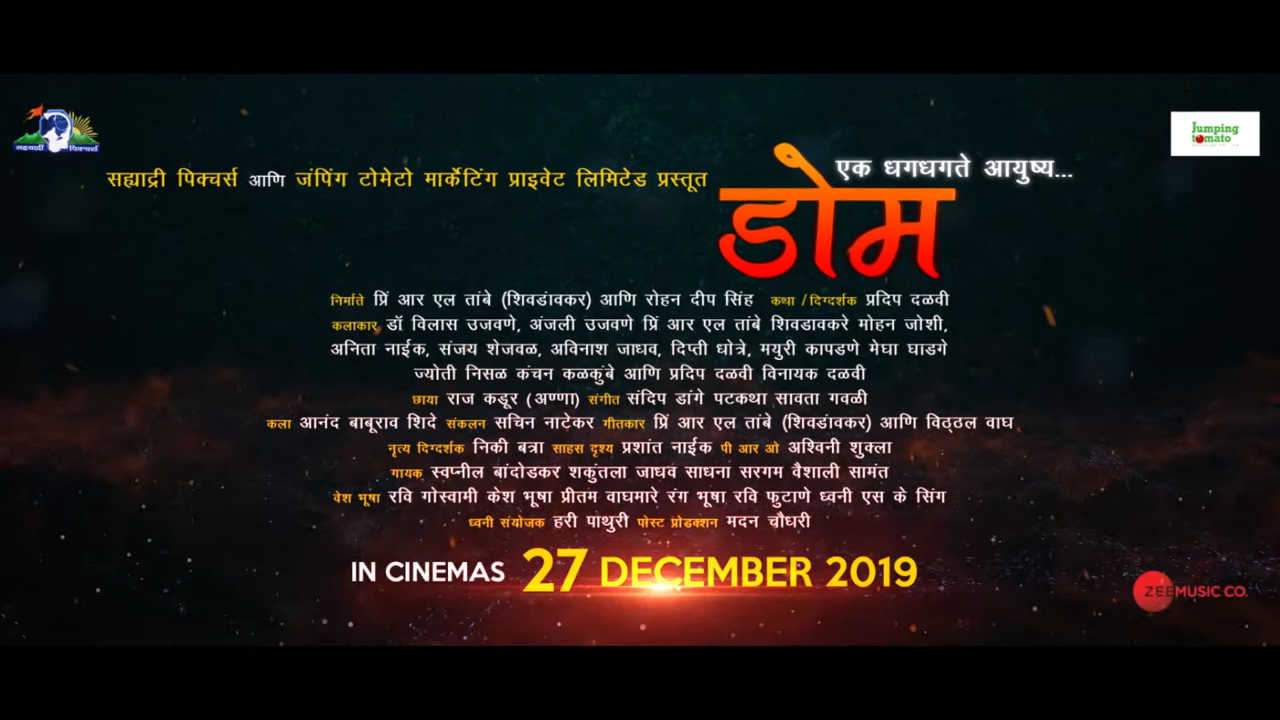 सह्याद्री पिक्चर्स
Jumping tomato
एक धगधगते आयुष्य...
सह्याद्री पिक्चर्स आणि जंपिंग टोमेटो मार्केटिंग प्राइवेट लिमिटेड प्रस्तूत
डोम
निर्माते प्रिं आर एल तांबे (शिवडांवकर) आणि रोहन दीप सिंह कथा / दिग्दर्शक प्रदिप दळवी
कलाकार डॉ विलास उजवणे, अंजली उजवणे प्रिं आर एल तांबे शिवडावकरे मोहन जोशी,
अनिता नाईक, संजय शेजवळ, अविनाश जाधव, दिप्ती धोत्रे, मयुरी कापडणे मेघा घाडगे
ज्योती निसळ कंचन कळकुंबे आणि प्रदिप दळवी विनायक दळवी
छाया राज कडूर (अण्णा) संगीत संदिप डांगे पटकथा सावता गवळी
कला आनंद बाबूराव शिदे संकलन सचिन नाटेकर गीतकार प्रिं आर एल तांबे (शिवडांवकर) आणि विठ्ठल वाघ
नृत्य दिग्दर्शक निकी बत्रा साहस दृश्य प्रशांत नाईक पी आर ओ अश्विनी शुक्ला
गायक स्वप्नील बांदोडकर शकुंतला जाधव साधना सरगम वैशाली सामंत
वेश भूषा रवि गोस्वामी केश भूषा प्रीतम वाघमारे रंग भूषा रवि फुटाणे ध्वनी एस के सिंग
ध्वनी संयोजक हरी पाथुरी पोस्ट प्रोडक्शन मदन चौधरी
IN CINEMAS 27 DECEMBER 2019
ZEE MUSIC CO.